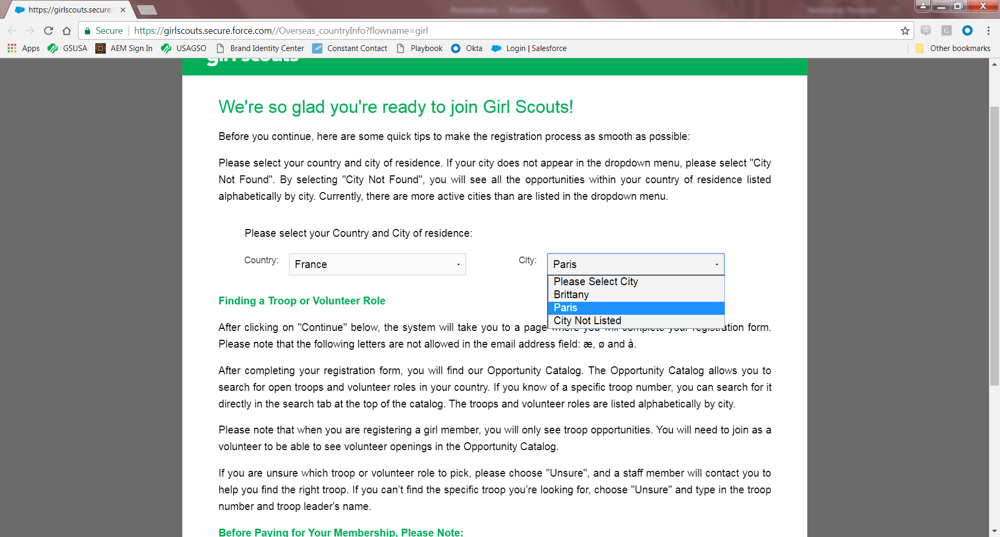 https://girlscouts.secure.f
Secure https://girlscouts.secure.force.com//Overseas_countryInfo?flowname=girl
Apps GSUSA AEM Sign In USAGSO Brand Identity Center Constant Contact Playbook Okta Login | Salesforce Other bookmarks
girl scouts
We're so glad you're ready to join Girl Scouts!
Before you continue, here are some quick tips to make the registration process as smooth as possible:
Please select your country and city of residence. If your city does not appear in the dropdown menu, please select "City
Not Found". By selecting "City Not Found", you will see all the opportunities within your country of residence listed
alphabetically by city. Currently, there are more active cities than are listed in the dropdown menu.
Please select your Country and City of residence:
Country: France City: Paris
Please Select City
Brittany
Paris
City Not Listed
Finding a Troop or Volunteer Role
After clicking on "Continue" below, the system will take you to a page where you will complete your registration form.
Please note that the following letters are not allowed in the email address field: æ, ø and å.
After completing your registration form, you will find our Opportunity Catalog. The Opportunity Catalog allows you to
search for open troops and volunteer roles in your country. If you know of a specific troop number, you can search for it
directly in the search tab at the top of the catalog. The troops and volunteer roles are listed alphabetically by city.
Please note that when you are registering a girl member, you will only see troop opportunities. You will need to join as a
volunteer to be able to see volunteer openings in the Opportunity Catalog.
If you are unsure which troop or volunteer role to pick, please choose "Unsure", and a staff member will contact you to
help you find the right troop. If you can’t find the specific troop you’re looking for, choose "Unsure" and type in the troop
number and troop leader's name.
Before Paying for Your Membership, Please Note: